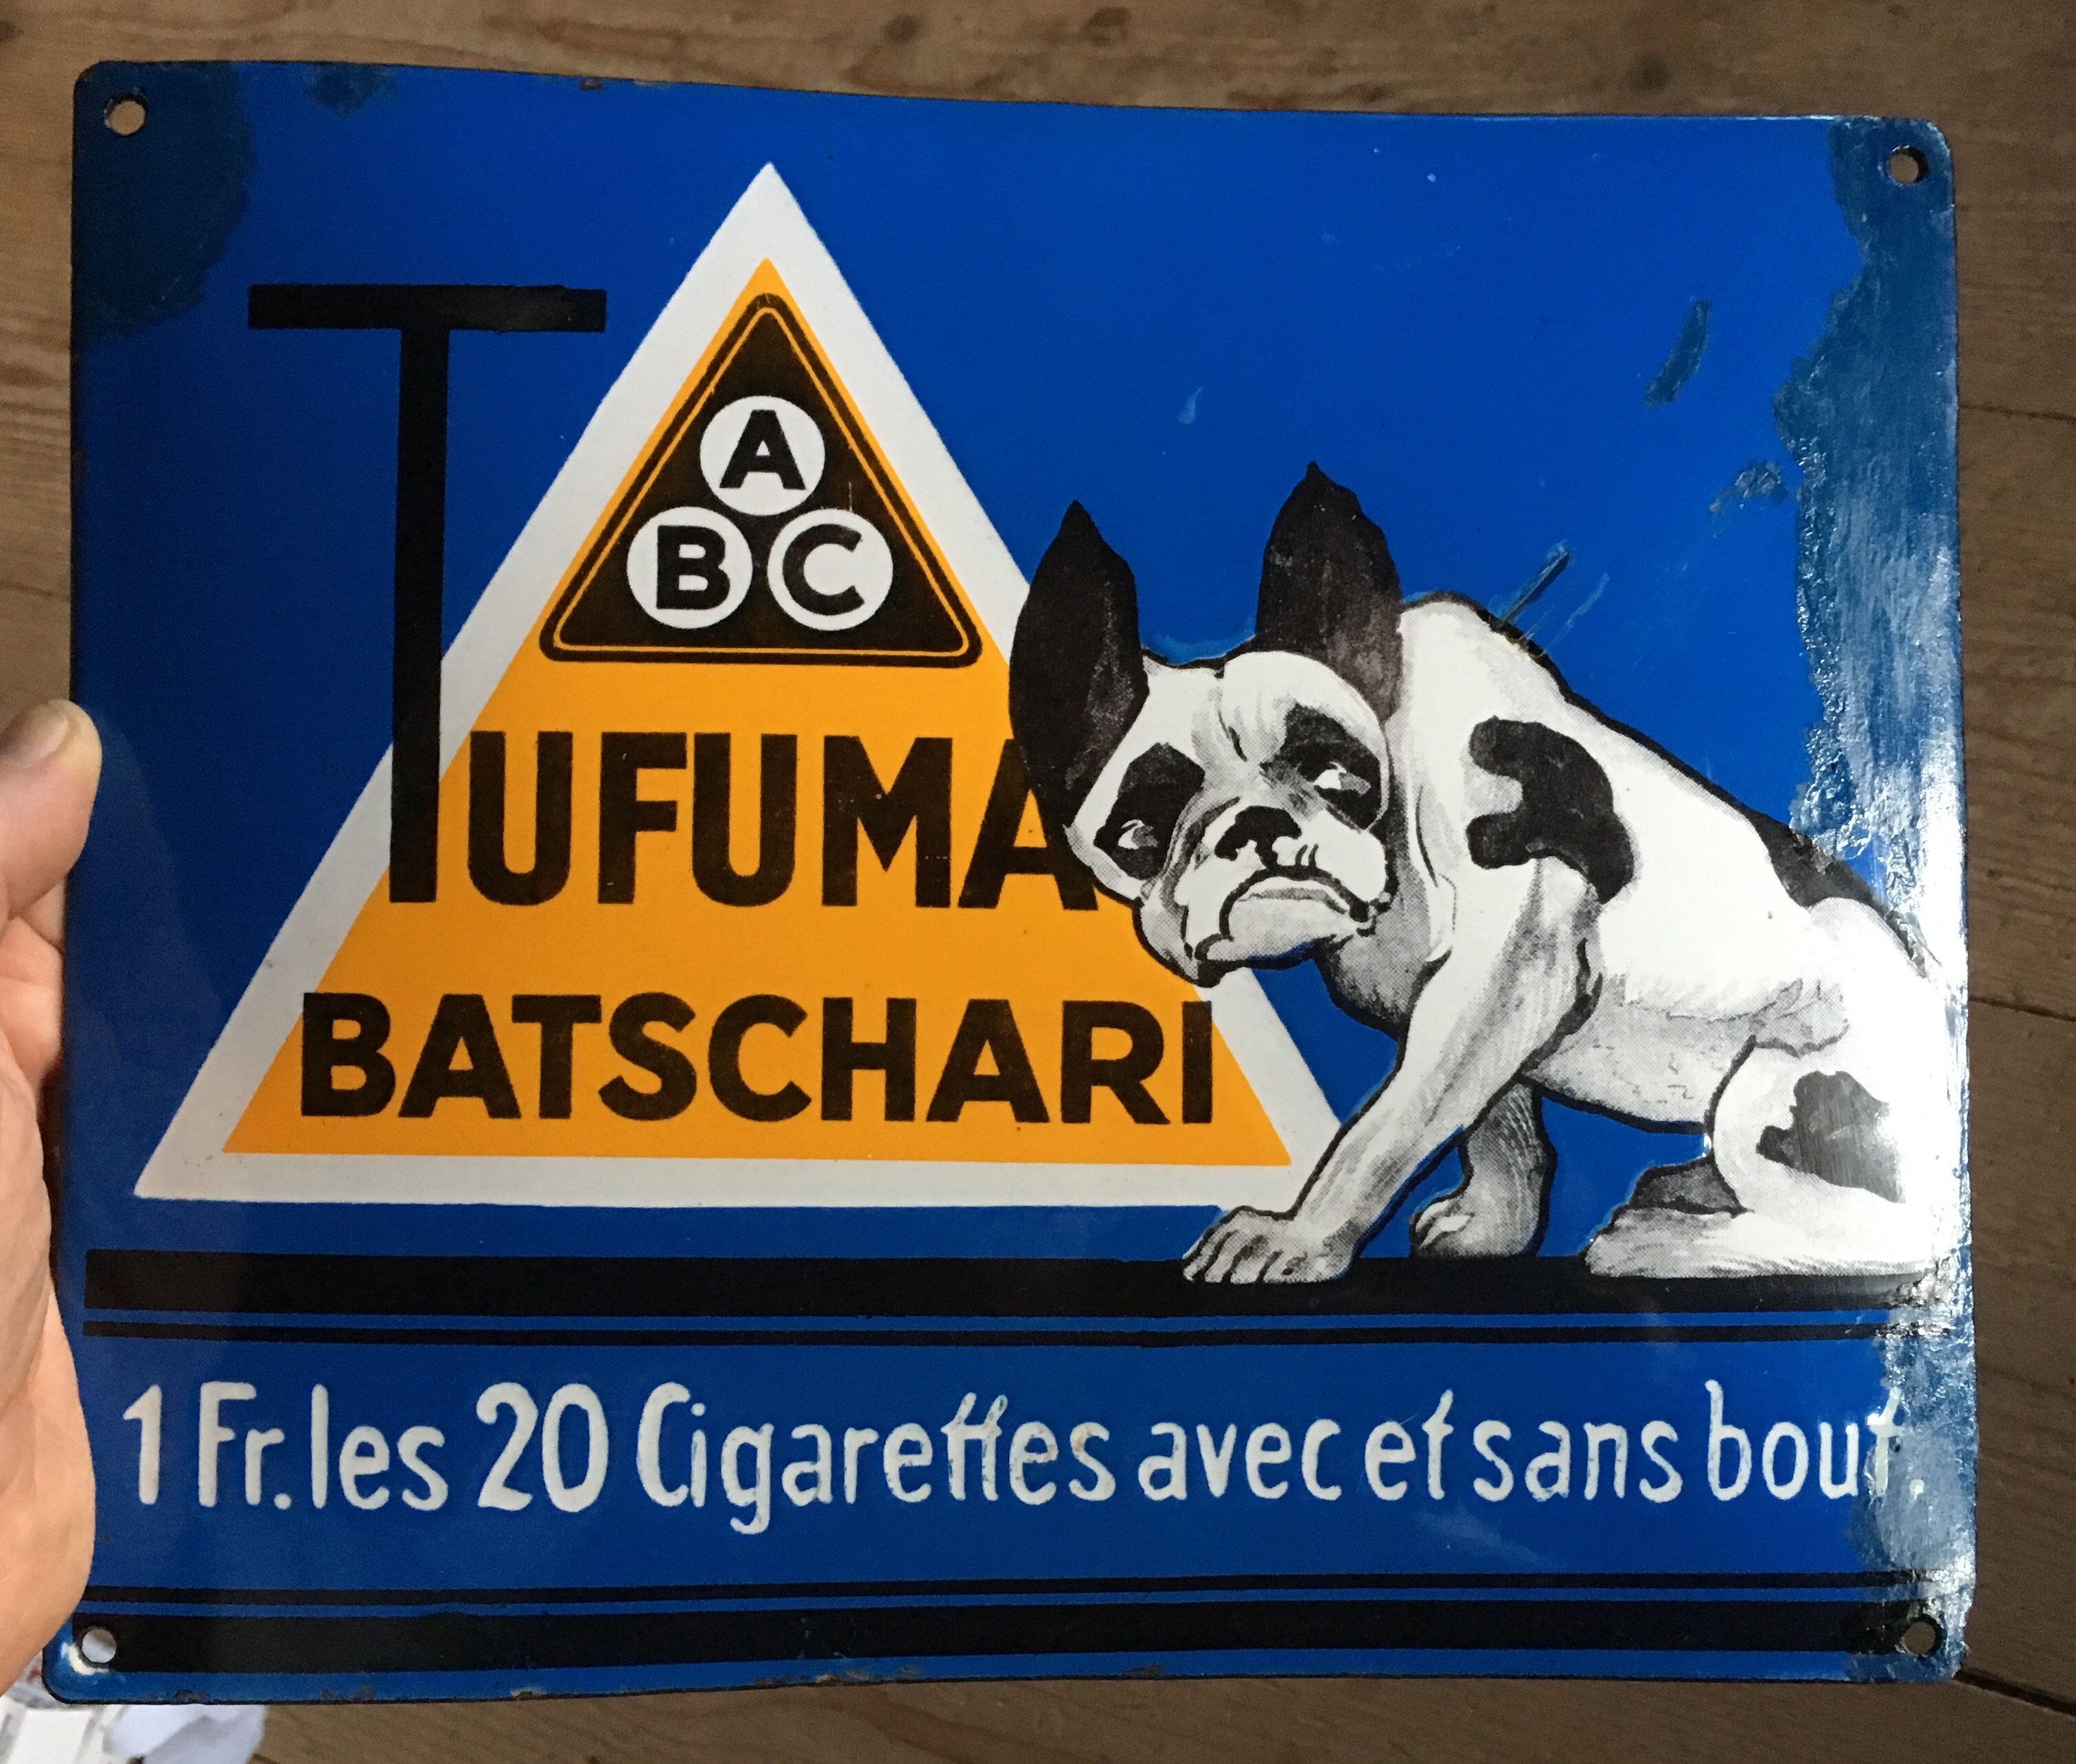 A
B C
TUFUMA
BATSCHARI
1 Fr. les 20 Cigarettes avec et sans bout.